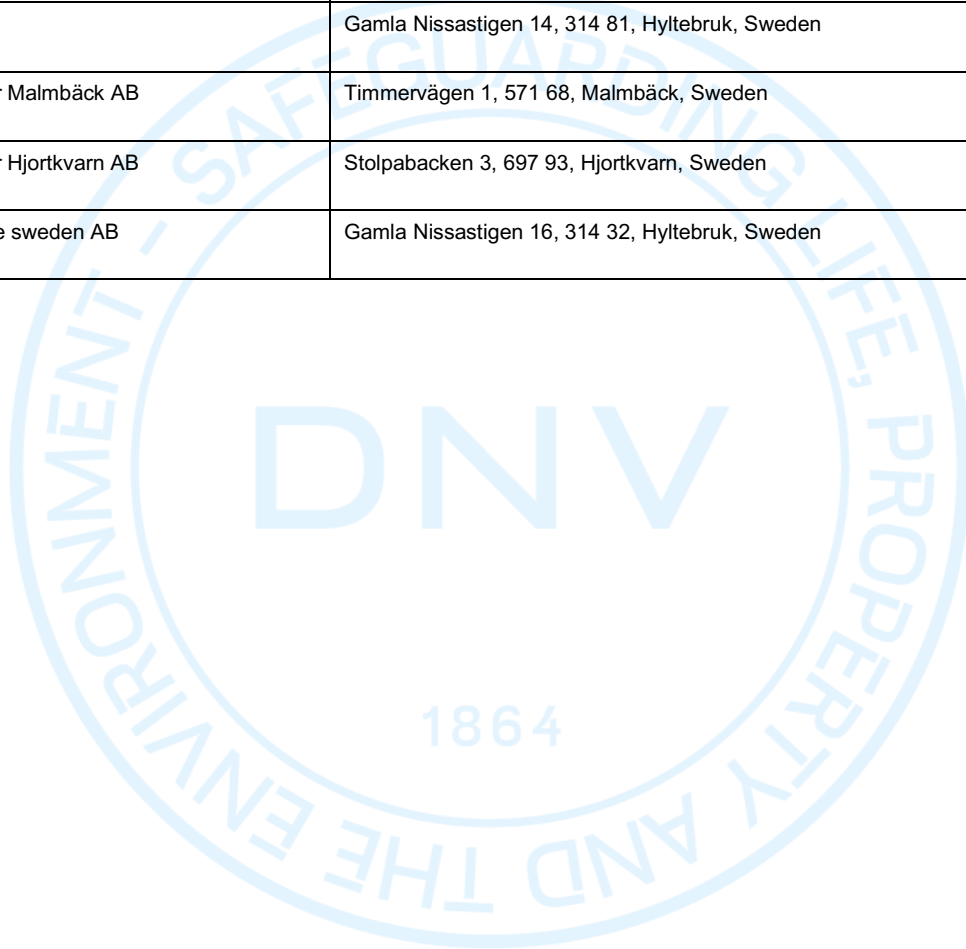 Gamla Nissastigen 14, 314 81, Hyltebruk, Sweden
Malmbäck AB Timmervägen 1, 571 68, Malmbäck, Sweden
Hjortkvarn AB Stolpabacken 3, 697 93, Hjortkvarn, Sweden
sweden AB Gamla Nissastigen 16, 314 32, Hyltebruk, Sweden
SAFEGUARDING LIFE, PROPERTY AND THE ENVIRONMENT -
DNV
1864